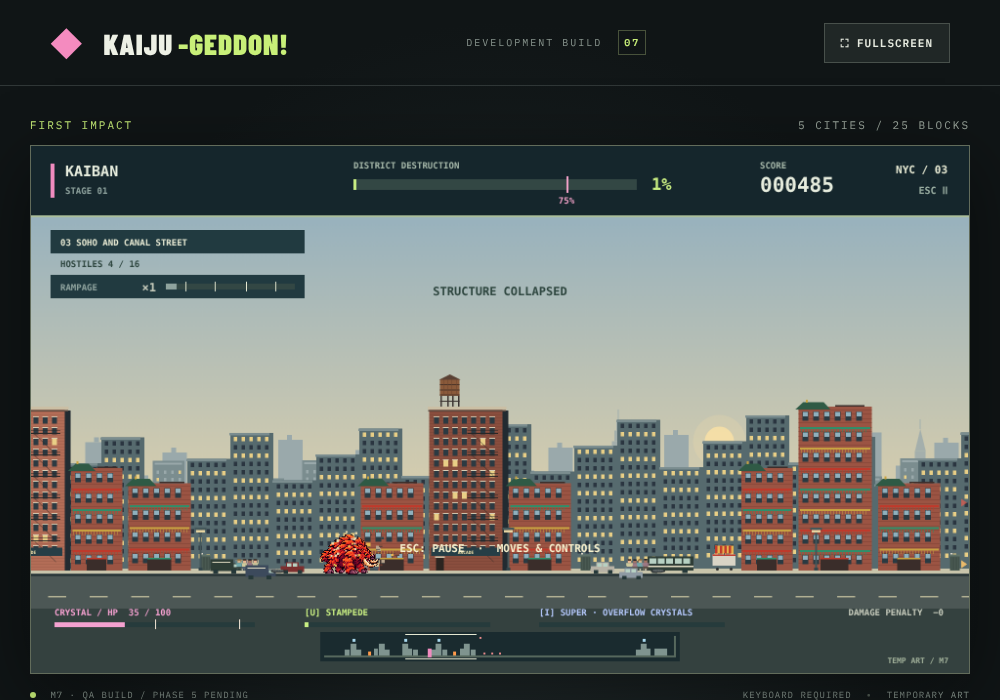 KAIJU-GEDDON!
DEVELOPMENT BUILD 07
FULLSCREEN
FIRST IMPACT
5 CITIES / 25 BLOCKS
KAIBAN
STAGE 01
DISTRICT DESTRUCTION
1%
75%
SCORE
000485
NYC / 03
ESC II
03 SOHO AND CANAL STREET
HOSTILES 4 / 16
RAMPAGE ×1
STRUCTURE COLLAPSED
ESC: PAUSE · MOVES & CONTROLS
CRYSTAL / HP 35 / 100
[U] STAMPEDE
[I] SUPER · OVERFLOW CRYSTALS
DAMAGE PENALTY −0
TEMP ART / M7
M7 · QA BUILD / PHASE 5 PENDING
KEYBOARD REQUIRED • TEMPORARY ART